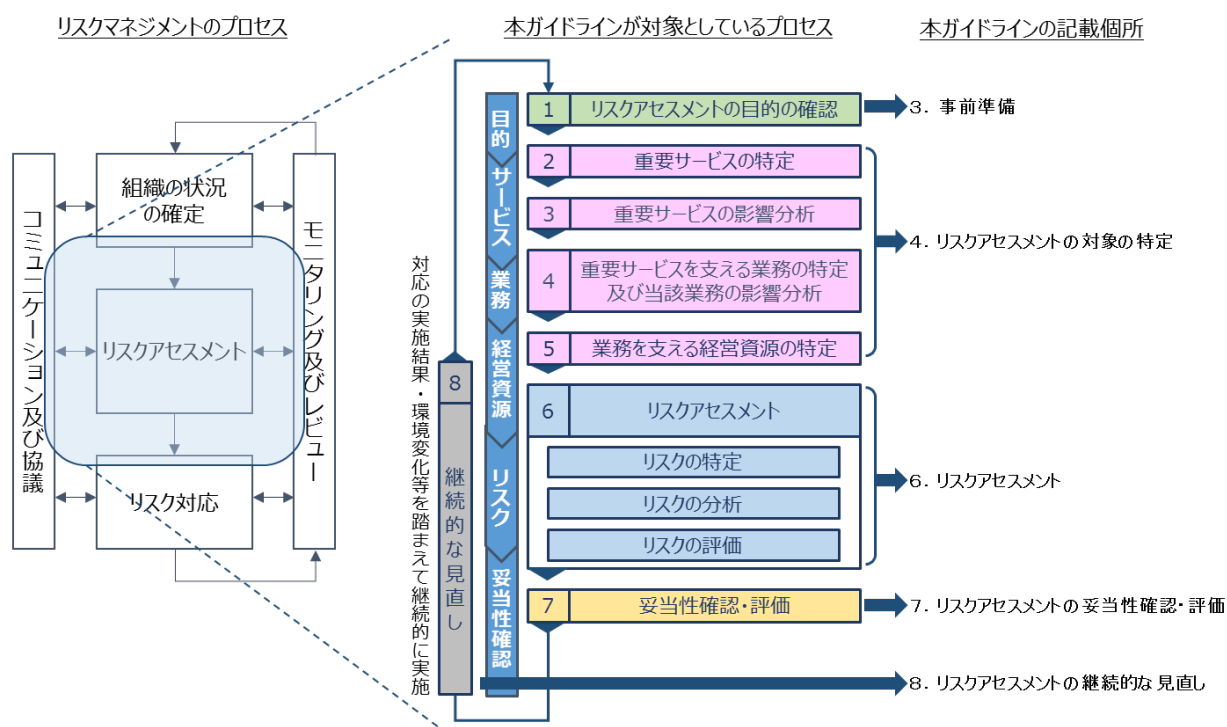 リスクマネジメントのプロセス
本ガイドラインが対象としているプロセス
本ガイドラインの記載個所
コミュニケーション及び協議
組織の状況
の確定
リスクアセスメント
リスク対応
モニタリング及びレビュー
対応の実施結果・環境変化等を踏まえて継続的に実施
8
継続的な見直し
目的
サービス
業務
経営資源
リスク
妥当性確認
1 リスクアセスメントの目的の確認
2 重要サービスの特定
3 重要サービスの影響分析
4 重要サービスを支える業務の特定
及び当該業務の影響分析
5 業務を支える経営資源の特定
6 リスクアセスメント
リスクの特定
リスクの分析
リスクの評価
7 妥当性確認・評価
3. 事前準備
4. リスクアセスメントの対象の特定
6. リスクアセスメント
7. リスクアセスメントの妥当性確認・評価
8. リスクアセスメントの継続的な見直し